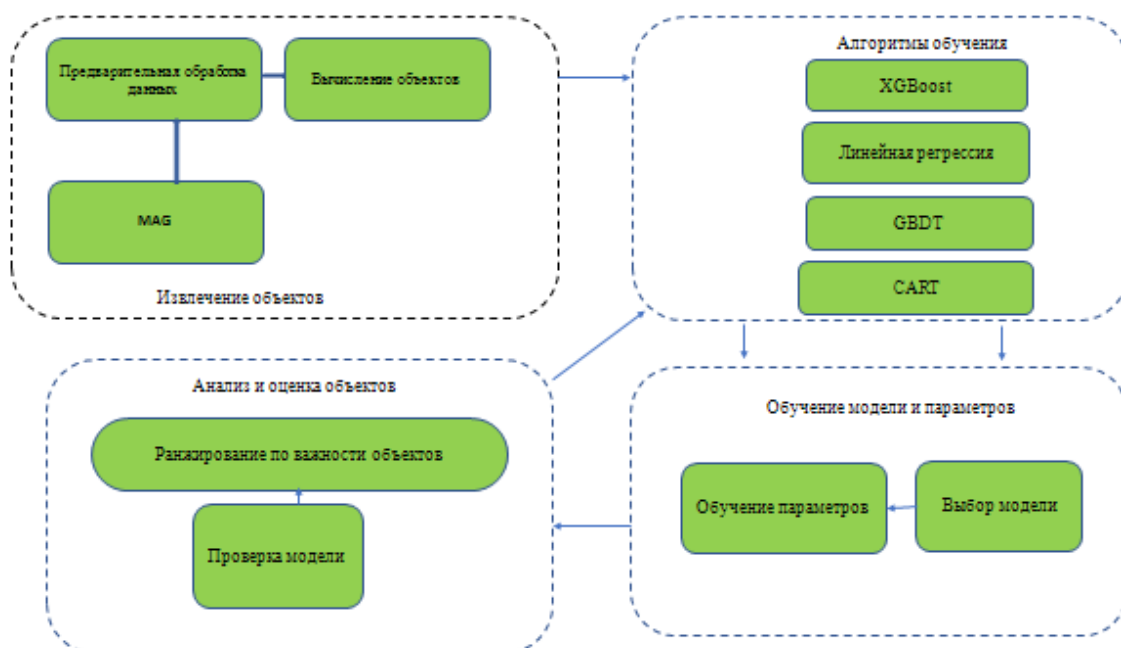 Предварительная обработка
данных
Вычисление объектов
MAG
Извлечение объектов
Алгоритмы обучения
XGBoost
Линейная регрессия
GBDT
CART
Анализ и оценка объектов
Ранжирование по важности объектов
Проверка модели
Обучение модели и параметров
Обучение параметров
Выбор модели